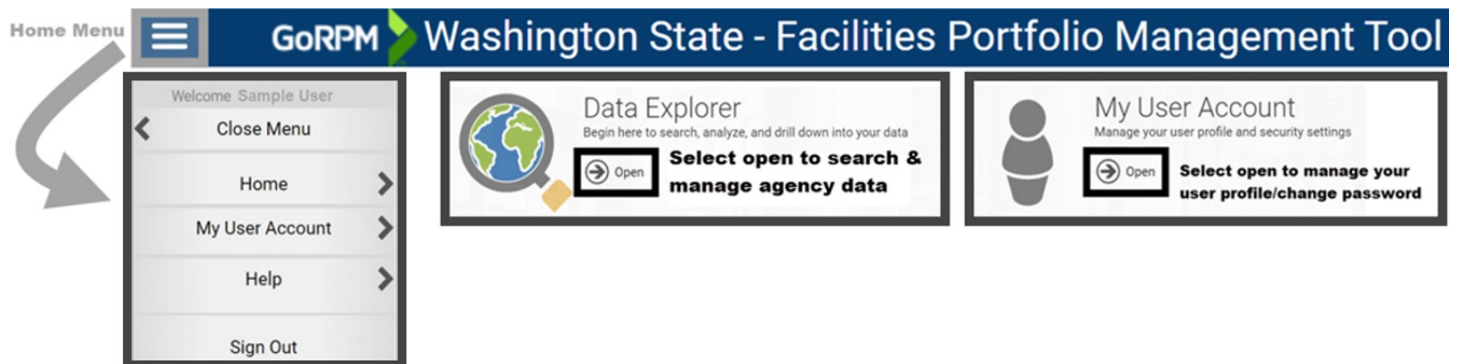 Home Menu
GoRPM Washington State - Facilities Portfolio Management Tool
Welcome Sample User
Close Menu
Home
My User Account
Help
Sign Out
Data Explorer
Begin here to search, analyze, and drill down into your data
Open
Select open to search &
manage agency data
My User Account
Manage your user profile and security settings
Open
Select open to manage your
user profile/change password